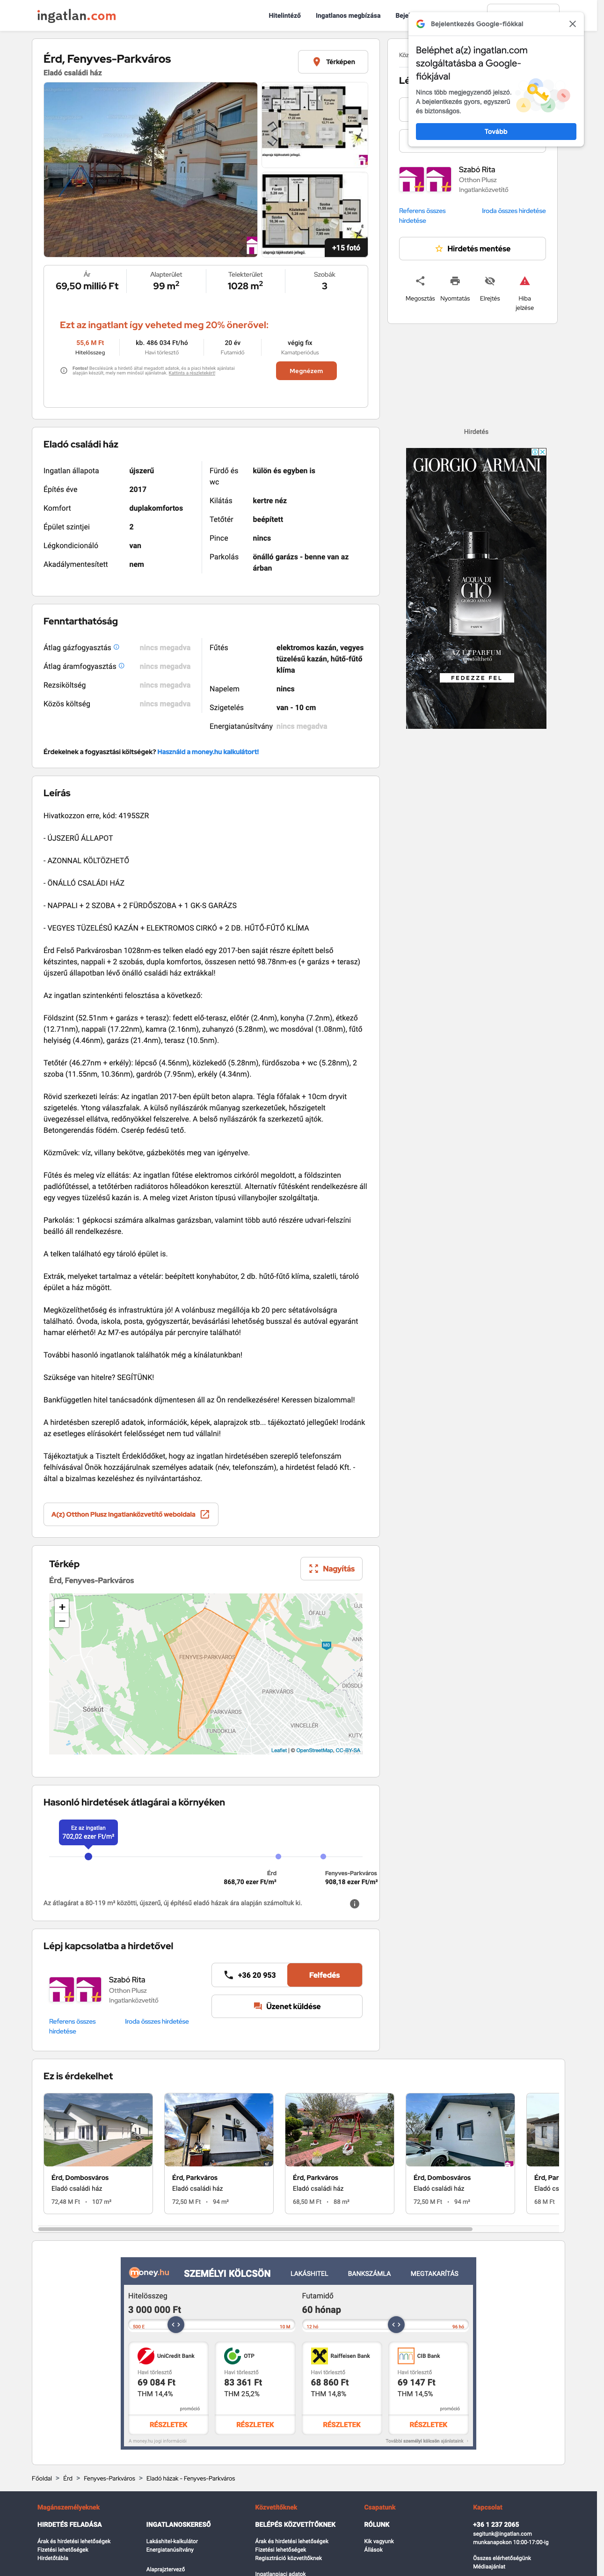 ingatlan.com
Hitelintéző
Ingatlanos megbízása
Érd, Fenyves-Parkváros
Eladó családi ház
Térképen
+15 fotó
Ár
69,50 millió Ft
Alapterület
99 m2
Telekterület
1028 m2
Szobák
3
Ezt az ingatlant így veheted meg 20% önerővel:
55,6 M Ft
Hitelösszeg
kb. 486 034 Ft/hó
Havi törlesztő
20 év
Futamidő
végig fix
Kamatperiódus
Megnézem
Bejelentkezés Google-fiókkal
Beléphet a(z) ingatlan.com
szolgáltatásba a Google-
fiókjával
Nincs több megjegyzendő jelszó.
A bejelentkezés gyors, egyszerű
és biztonságos.
Tovább
Szabó Rita
Otthon Plusz
Ingatlanközvetítő
Referens összes
hirdetése
Iroda összes hirdetése
Hirdetés mentése
Megosztás
Nyomtatás
Elrejtés
Hiba
jelzése
Hirdetés
GIORGIO ARMANI
ACQUA DI
GIÒ
GIORGIO ARMANI
FEDEZZE FEL
Eladó családi ház
Ingatlan állapota újszerű
Építés éve 2017
Komfort duplakomfortos
Épület szintjei 2
Légkondicionáló van
Akadálymentesített nem
Fürdő és
wc
külön és egyben is
Kilátás kertre néz
Tetőtér beépített
Pince nincs
Parkolás önálló garázs - benne van az
árban
Fenntarthatóság
Átlag gázfogyasztás nincs megadva
Átlag áramfogyasztás nincs megadva
Rezsiköltség nincs megadva
Közös költség nincs megadva
Fűtés elektromos kazán, vegyes
tüzelésű kazán, hűtő-fűtő
klíma
Napelem nincs
Szigetelés van - 10 cm
Energiatanúsítvány nincs megadva
Érdekelnek a fogyasztási költségek? Használd a money.hu kalkulátort!
Leírás
Hivatkozzon erre, kód: 4195SZR
- ÚJSZERŰ ÁLLAPOT
- AZONNAL KÖLTÖZHETŐ
- ÖNÁLLÓ CSALÁDI HÁZ
- NAPPALI + 2 SZOBA + 2 FÜRDŐSZOBA + 1 GK-S GARÁZS
- VEGYES TÜZELÉSŰ KAZÁN + ELEKTROMOS CIRKÓ + 2 DB. HŰTŐ-FŰTŐ KLÍMA
Érd Felső Parkvárosban 1028nm-es telken eladó egy 2017-ben saját részre épített belső
kétszintes, nappali + 2 szobás, dupla komfortos, összesen nettó 98.78nm-es (+ garázs + terasz)
újszerű állapotban lévő önálló családi ház extrákkal!
Az ingatlan szintenkénti felosztása a következő:
Földszint (52.51nm + garázs + terasz): fedett elő-terasz, előtér (2.4nm), konyha (7.2nm), étkező
(12.71nm), nappali (17.22nm), kamra (2.16nm), zuhanyzó (5.28nm), wc mosdóval (1.08nm), fűtő
helyiség (4.46nm), garázs (21.4nm), terasz (10.5nm).
Tetőtér (46.27nm + erkély): lépcső (4.56nm), közlekedő (5.28nm), fürdőszoba + wc (5.28nm), 2
szoba (11.55nm, 10.36nm), gardrób (7.95nm), erkély (4.34nm).
Rövid szerkezeti leírás: Az ingatlan 2017-ben épült beton alapra. Tégla főfalak + 10cm dryvit
szigetelés. Ytong válaszfalak. A külső nyílászárók műanyag szerkezetűek, hőszigetelt
üvegezéssel ellátva, redőnyökkel felszerelve. A belső nyílászárók fa szerkezetű ajtók.
Betongerendás födém. Cserép fedésű tető.
Közművek: víz, villany bekötve, gázbekötés meg van igényelve.
Fűtés és meleg víz ellátás: Az ingatlan fűtése elektromos cirkóról megoldott, a földszinten
padlófűtéssel, tetőtérben radiátoros hőleadókon keresztül. Alternatív fűtésként rendelkezésre áll
egy vegyes tüzelésű kazán is. A meleg vizet Ariston típusú villanybojler szolgáltatja.
Parkolás: 1 gépkocsi számára alkalmas garázsban, valamint több autó részére udvari-felszíni
beálló áll rendelkezésre.
A telken található egy tároló épület is.
Extrák, melyeket tartalmaz a vételár: beépített konyhabútor, 2 db. hűtő-fűtő klíma, szaletli, tároló
épület a ház mögött.
Megközelíthetőség és infrastruktúra jó! A volánbusz megállója kb 20 perc sétatávolságra
található. Óvoda, iskola, posta, gyógyszertár, bevásárlási lehetőség busszal és autóval egyaránt
hamar elérhető! Az M7-es autópálya pár percnyire található!
További hasonló ingatlanok találhatók még a kínálatunkban!
Szüksége van hitelre? SEGÍTÜNK!
Bankfüggetlen hitel tanácsadónk díjmentesen áll az Ön rendelkezésére! Keressen bizalommal!
A hirdetésben szereplő adatok, információk, képek, alaprajzok stb... tájékoztató jellegűek! Irodánk
az esetleges elírásokért felelősséget nem tud vállalni!
Tájékoztatjuk a Tisztelt Érdeklődőket, hogy az ingatlan hirdetésében szereplő telefonszám
felhívásával Önök hozzájárulnak személyes adataik (név, telefonszám), a hirdetést feladó Kft. -
által a bizalmas kezeléshez és nyilvántartáshoz.
A(z) Otthon Plusz Ingatlanközvetítő weboldala
Térkép
Érd, Fenyves-Parkváros
Nagyítás
+
−
ÓFALU
FENYVES-PARKVÁROS
M0
PARKVÁROS
Sóskút
PARKVÁROS
FUNDOKLIA
VINCELLÉR
Leaflet | © OpenStreetMap, CC-BY-SA
Hasonló hirdetések átlagárai a környéken
Ez az ingatlan
702,02 ezer Ft/m²
Érd
868,70 ezer Ft/m²
Fenyves-Parkváros
908,18 ezer Ft/m²
Az átlagárat a 80-119 m² közötti, újszerű, új építésű eladó házak ára alapján számoltuk ki.
Lépj kapcsolatba a hirdetővel
Szabó Rita
Otthon Plusz
Ingatlanközvetítő
Referens összes
hirdetése
Iroda összes hirdetése
+36 20 953
Felfedés
Üzenet küldése
Ez is érdekelhet
Érd, Dombosváros
Eladó családi ház
72,48 M Ft • 107 m²
Érd, Parkváros
Eladó családi ház
72,50 M Ft • 94 m²
Érd, Parkváros
Eladó családi ház
68,50 M Ft • 88 m²
Érd, Dombosváros
Eladó családi ház
72,50 M Ft • 94 m²
Érd, Par
Eladó cs
68 M Ft
money.hu
SZEMÉLYI KÖLCSÖN
LAKÁSHITEL
BANKSZÁMLA
MEGTAKARÍTÁS
Hitelösszeg
3 000 000 Ft
Futamidő
60 hónap
300 E
10 M
12 hó
96 hó
UniCredit Bank
Havi törlesztő
69 084 Ft
THM 14,4%
promóció
RÉSZLETEK
OTP
Havi törlesztő
83 361 Ft
THM 25,2%
RÉSZLETEK
Raiffeisen Bank
Havi törlesztő
68 860 Ft
THM 14,8%
RÉSZLETEK
CIB Bank
Havi törlesztő
69 147 Ft
THM 14,5%
promóció
RÉSZLETEK
A money.hu jogi információi
További személyi kölcsön ajánlataink
Főoldal > Érd > Fenyves-Parkváros > Eladó házak - Fenyves-Parkváros
Magánszemélyeknek
HIRDETÉS FELADÁSA
Árak és hirdetési lehetőségek
Fizetési lehetőségek
Hirdetőtábla
INGATLANOSKERESŐ
Lakáshitel-kalkulátor
Energiatanúsítvány
Alaprajztervező
Közvetítőknek
BELÉPÉS KÖZVETÍTŐKNEK
Árak és hirdetési lehetőségek
Fizetési lehetőségek
Regisztráció közvetítőknek
Ingatlanpiaci adatok
Csapatunk
RÓLUNK
Kik vagyunk
Állások
Kapcsolat
+36 1 237 2065
segitunk@ingatlan.com
munkanapokon 10:00-17:00-ig
Összes elérhetőségünk
Médiaajánlat